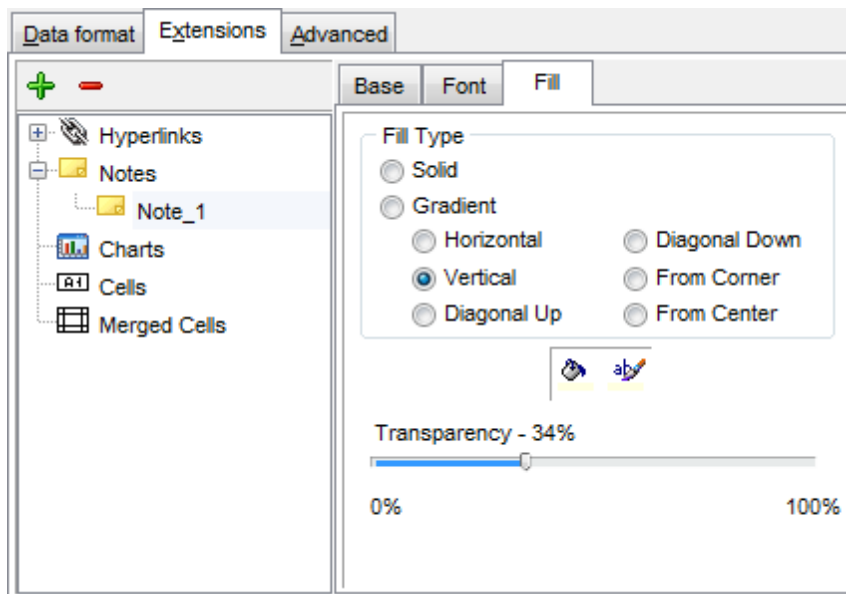 Data format Extensions Advanced
Base Font Fill
Hyperlinks
Notes
Note_1
Charts
Cells
Merged Cells
Fill Type
Solid
Gradient
Horizontal Diagonal Down
Vertical From Corner
Diagonal Up From Center
ab
Transparency - 34%
0% 100%